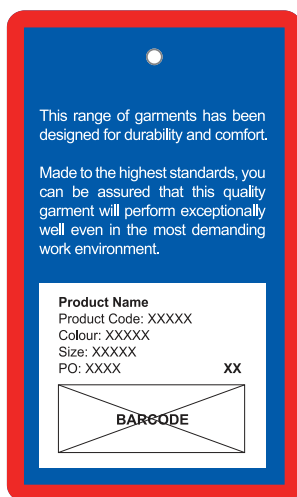 This range of garments has been
designed for durability and comfort.
Made to the highest standards, you
can be assured that this quality
garment will perform exceptionally
well even in the most demanding
work environment.
Product Name
Product Code: XXXXX
Colour: XXXXX
Size: XXXXX
PO: XXXX XX
BARCODE